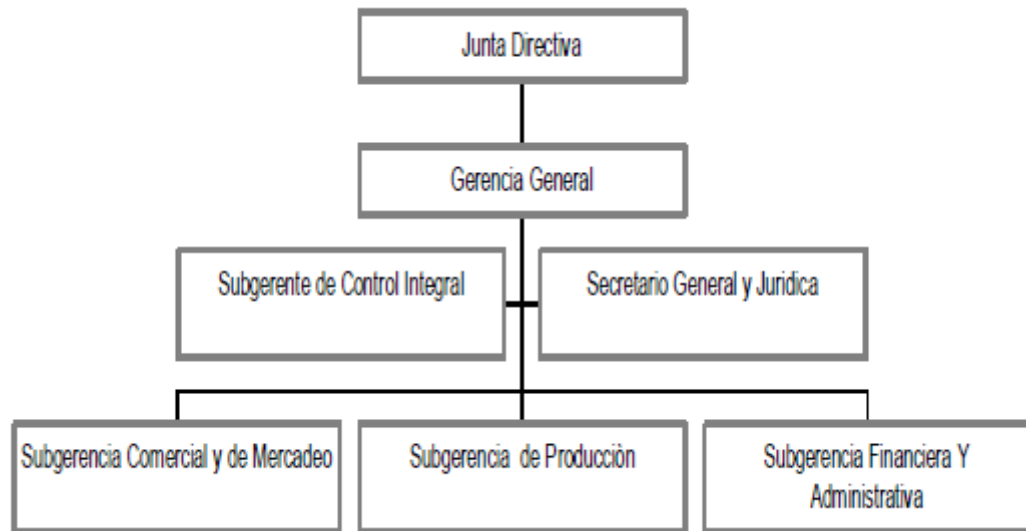 Junta Directiva
Gerencia General
Subgerente de Control Integral
Secretario General y Juridica
Subgerencia Comercial y de Mercadeo
Subgerencia de Producciòn
Subgerencia Financiera Y
Administrativa